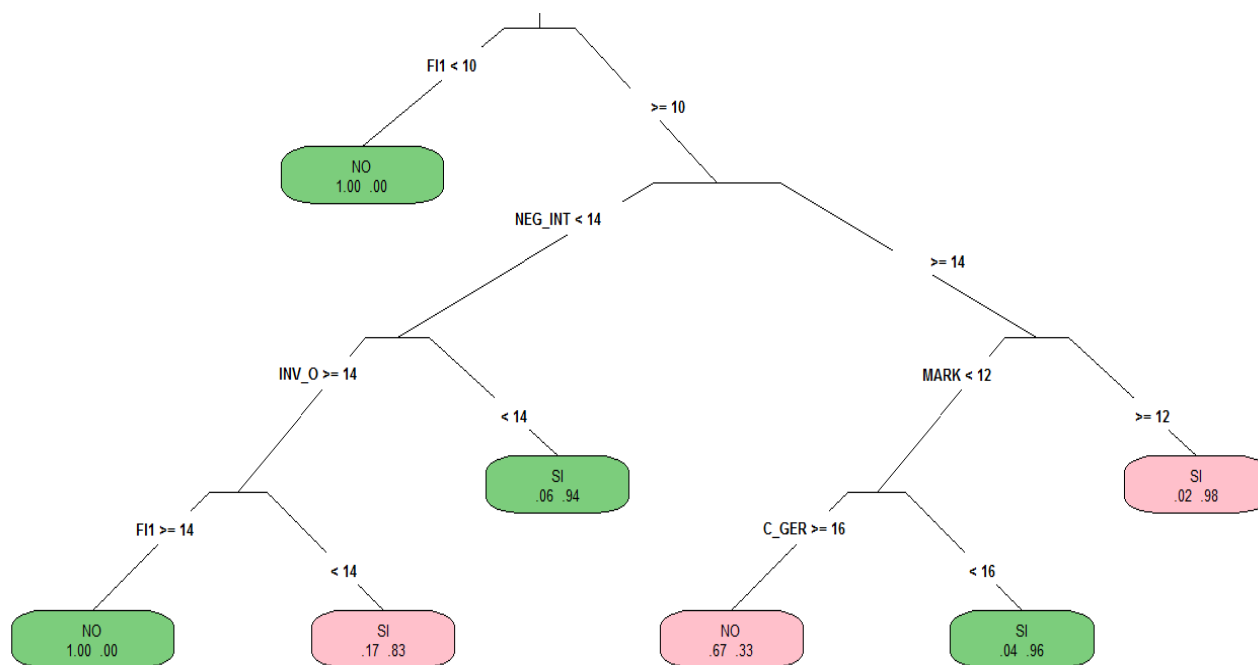 FI1 < 10
>= 10
NO
1.00 .00
NEG_INT < 14
>= 14
INV_O >= 14
MARK < 12
< 14
>= 12
SI
.06 .94
SI
.02 .98
FI1 >= 14
C_GER >= 16
< 14
< 16
NO
1.00 .00
SI
.17 .83
NO
.67 .33
SI
.04 .96